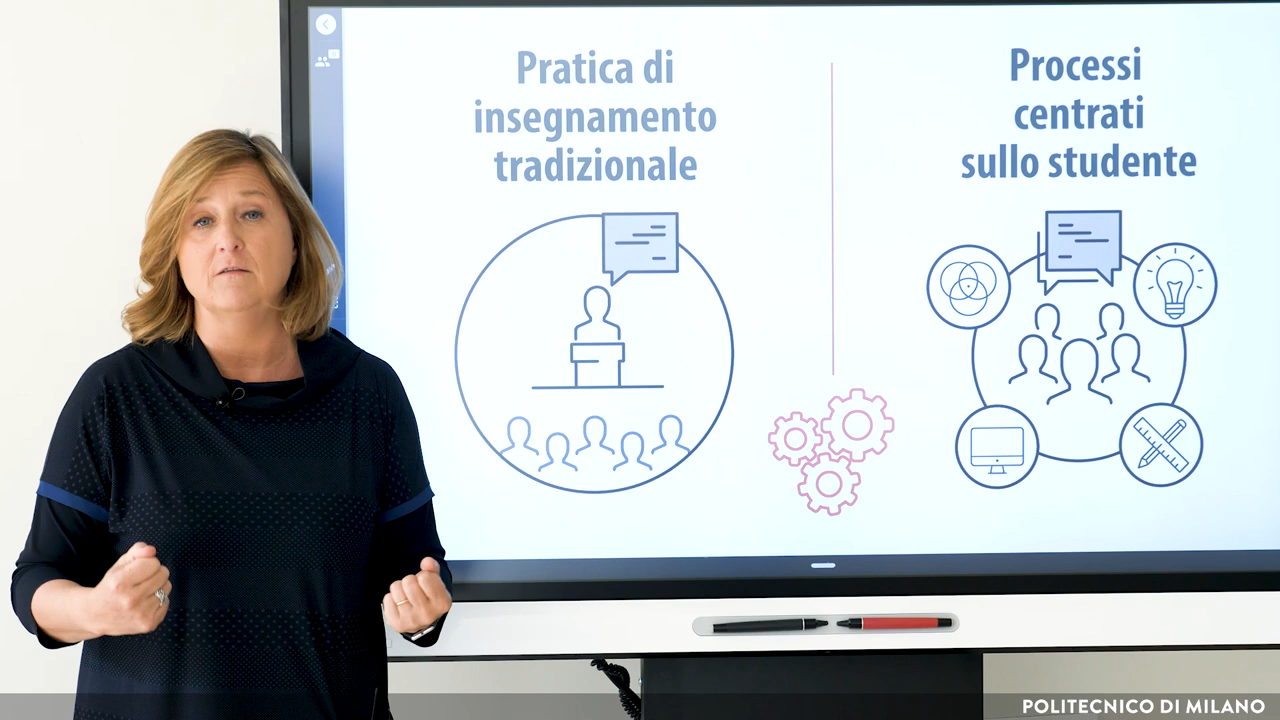 Pratica di
insegnamento
tradizionale
Processi
centrati
sullo studente
POLITECNICO DI MILANO